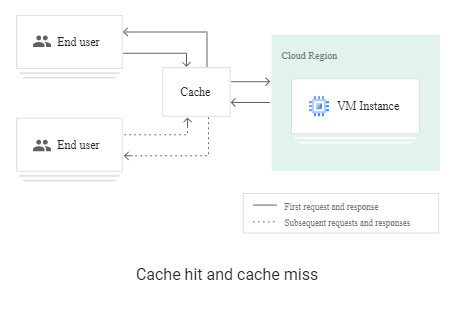 End user
Cloud Region
Cache
VM Instance
End user
First request and response
Subsequent requests and responses
Cache hit and cache miss